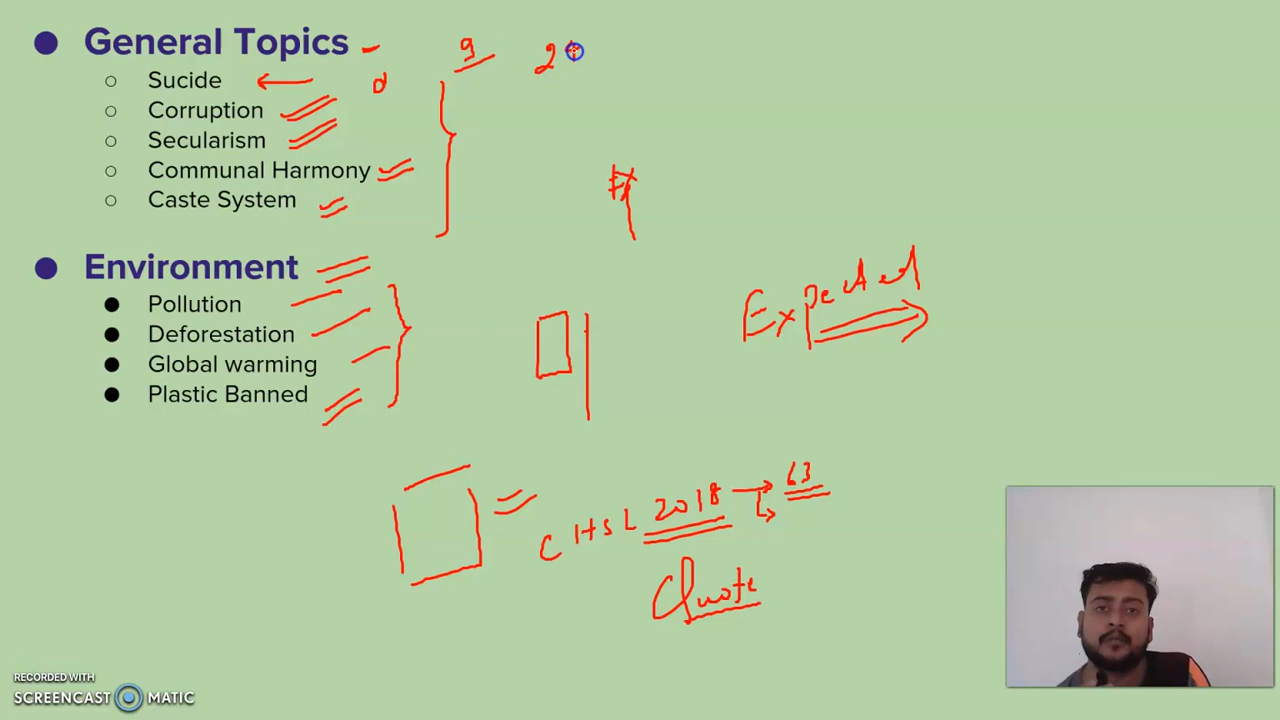 General Topics
Sucide
Corruption
Secularism
Communal Harmony
Caste System
Environment
Pollution
Deforestation
Global warming
Plastic Banned
Expected
CHSL 2018 → 63
Quote
RECORDED WITH
SCREENCAST MATIC